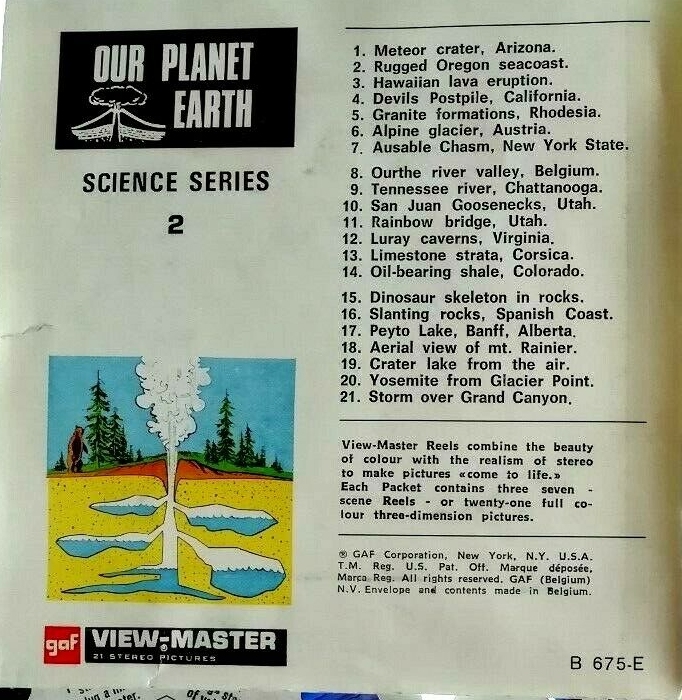 OUR PLANET
EARTH
SCIENCE SERIES
2
1. Meteor crater, Arizona.
2. Rugged Oregon seacoast.
3. Hawaiian lava eruption.
4. Devils Postpile, California.
5. Granite formations, Rhodesia.
6. Alpine glacier, Austria.
7. Ausable Chasm, New York State.
8. Ourthe river valley, Belgium.
9. Tennessee river, Chattanooga.
10. San Juan Goosenecks, Utah.
11. Rainbow bridge, Utah.
12. Luray caverns, Virginia.
13. Limestone strata, Corsica.
14. Oil-bearing shale, Colorado.
15. Dinosaur skeleton in rocks.
16. Slanting rocks, Spanish Coast.
17. Peyto Lake, Banff, Alberta.
18. Aerial view of mt. Rainier.
19. Crater lake from the air.
20. Yosemite from Glacier Point.
21. Storm over Grand Canyon.
View-Master Reels combine the beauty
of colour with the realism of stereo
to make pictures «come to life.»
Each Packet contains three seven -
scene Reels - or twenty-one full co-
lour three-dimension pictures.
® GAF Corporation, New York, N.Y. U.S.A.
T.M. Reg. U.S. Pat. Off. Marque déposée,
Marca Reg. All rights reserved. GAF (Belgium)
N.V. Envelope and contents made in Belgium.
gaf VIEW-MASTER®
21 STEREO PICTURES
B 675-E